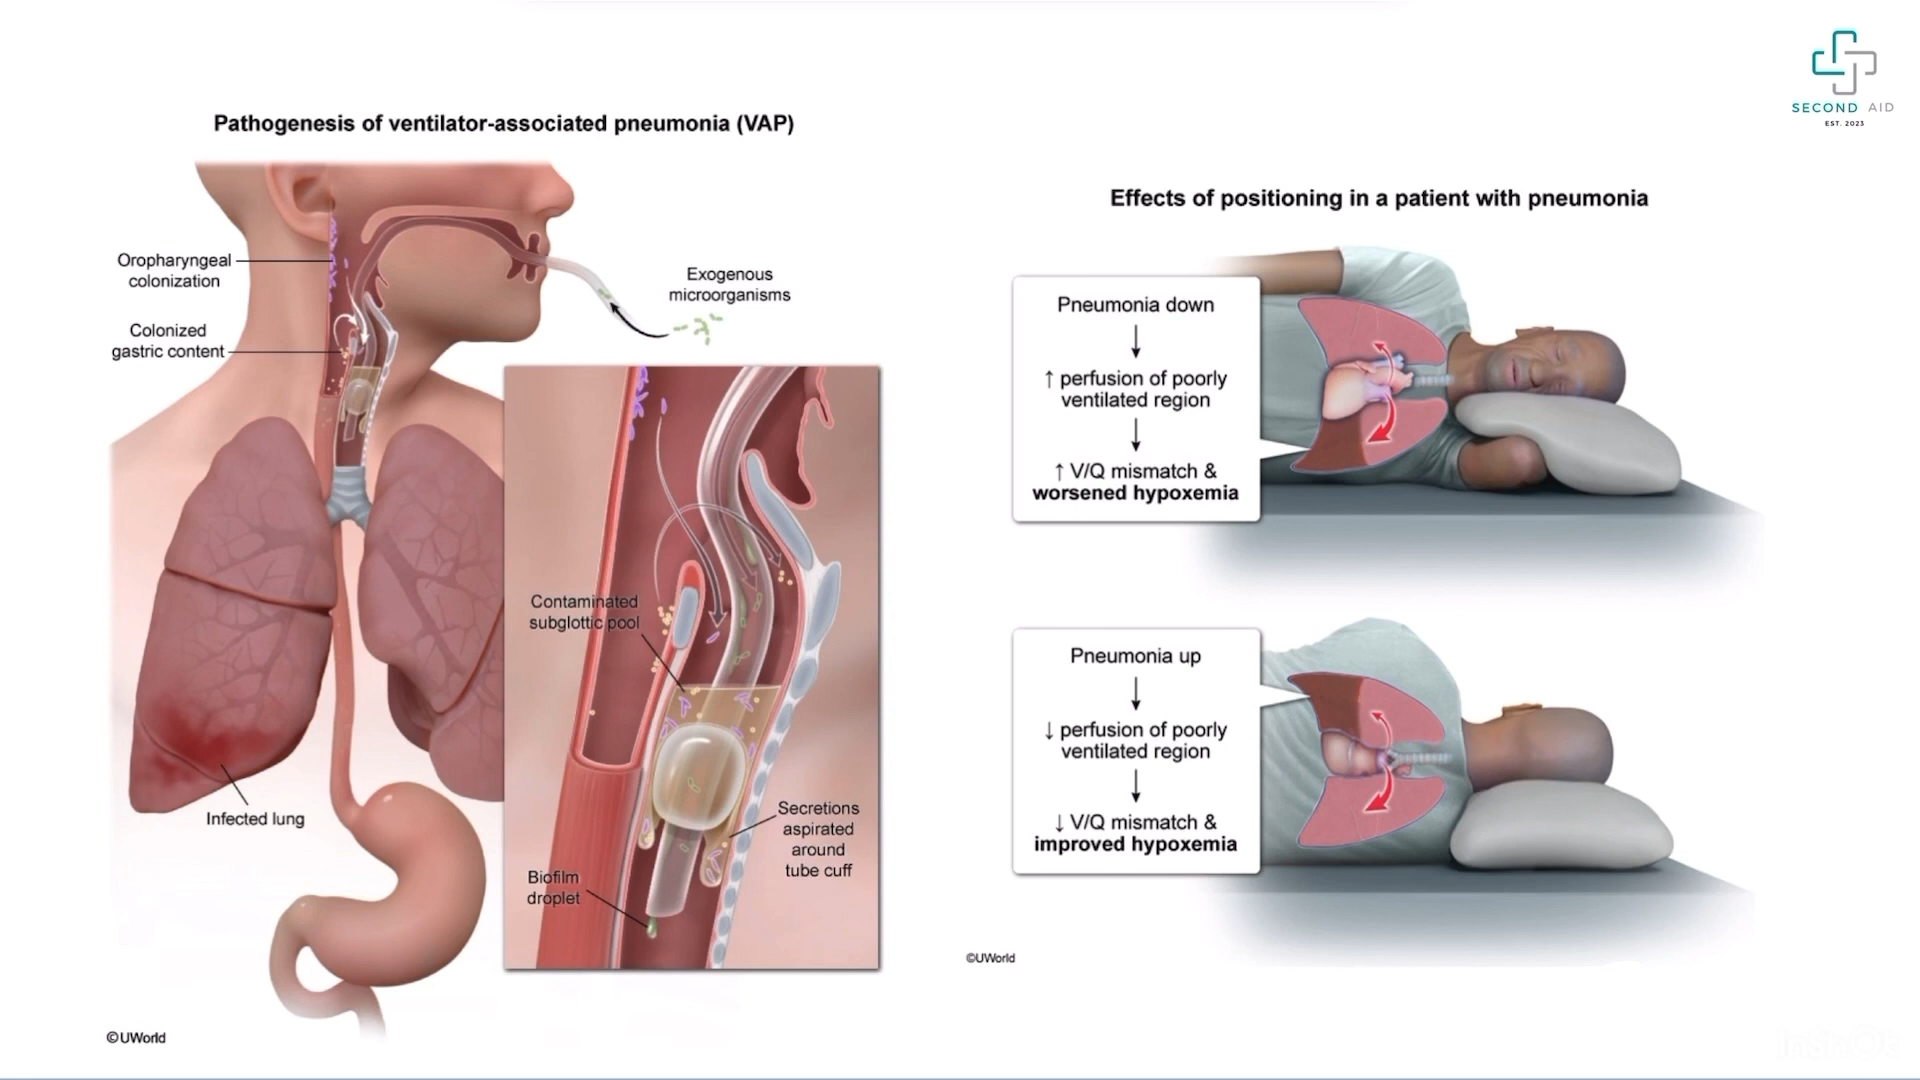 SECOND AID
EST. 2023
Pathogenesis of ventilator-associated pneumonia (VAP)
Oropharyngeal
colonization
Colonized
gastric content
Exogenous
microorganisms
Contaminated
subglottic pool
Secretions
aspirated
around
tube cuff
Biofilm
droplet
Infected lung
©UWorld
Effects of positioning in a patient with pneumonia
Pneumonia down
↓
↑ perfusion of poorly
ventilated region
↓
↑ V/Q mismatch &
worsened hypoxemia
Pneumonia up
↓
↓ perfusion of poorly
ventilated region
↓
↓ V/Q mismatch &
improved hypoxemia
©UWorld
InShOt